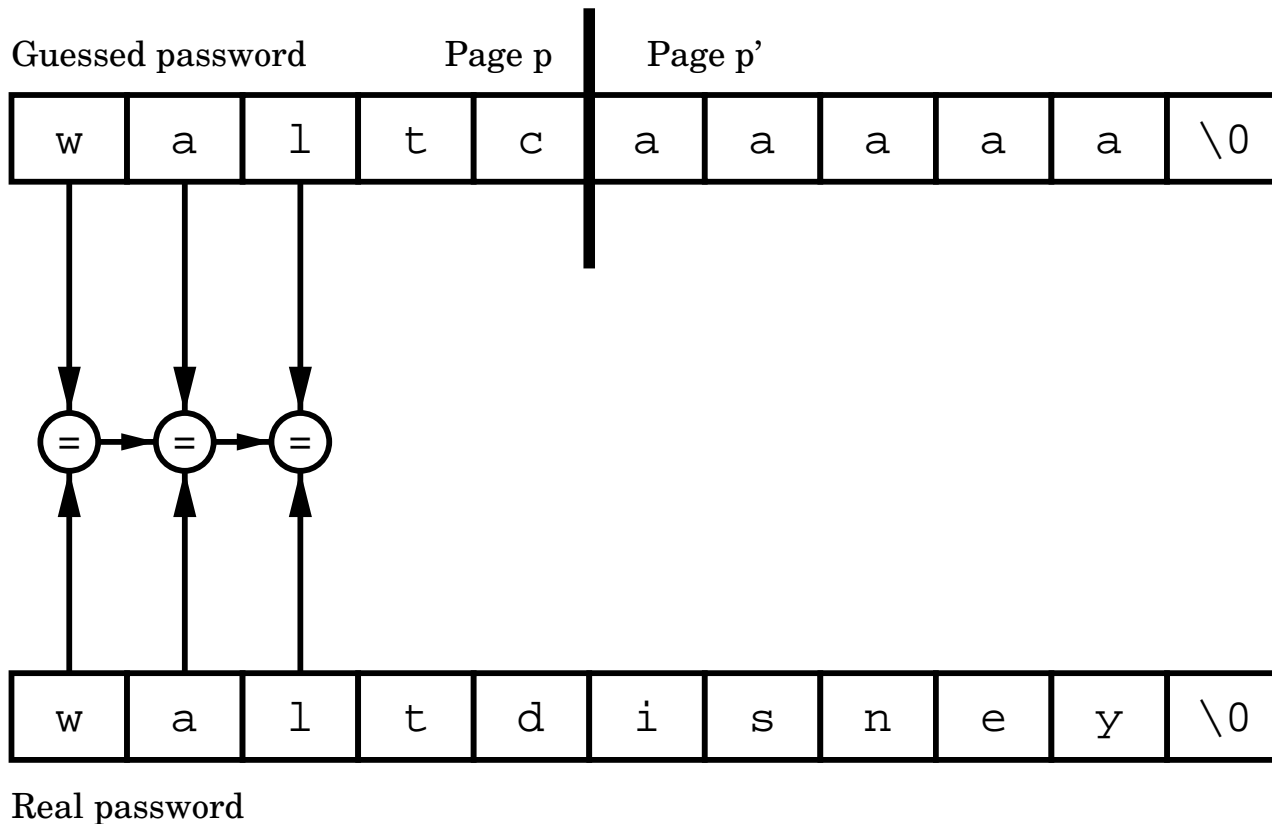 Guessed password Page p Page p’
w a l t c a a a a a \0
= = =
w a l t d i s n e y \0
Real password